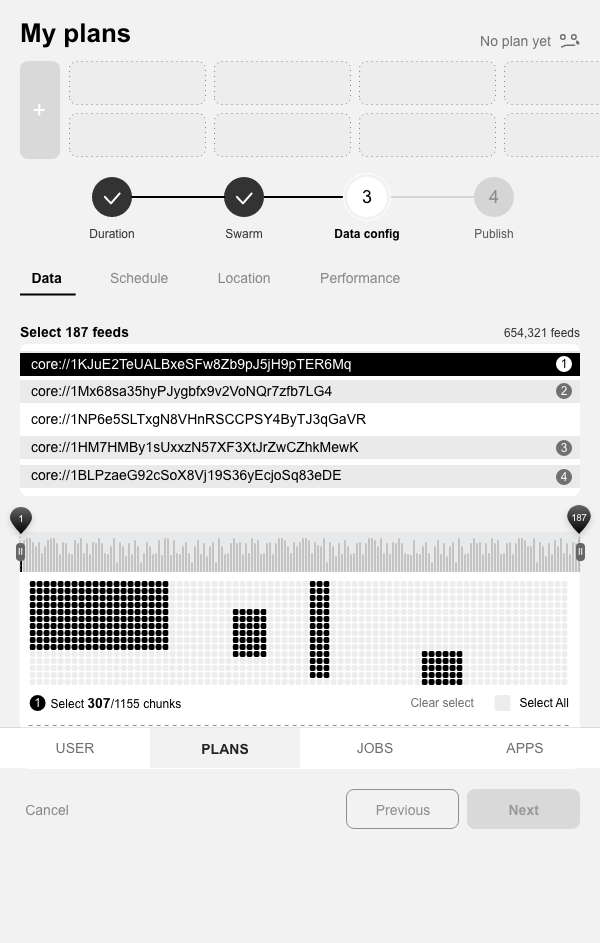 My plans
No plan yet
+
3
4
Duration
Swarm
Data config
Publish
Data
Schedule
Location
Performance
Select 187 feeds
654,321 feeds
core://1KJuE2TeUALBxeSFw8Zb9pJ5jH9pTER6Mq
1
core://1Mx68sa35hyPJygbfx9v2VoNQr7zfb7LG4
2
core://1NP6e5SLTxgN8VHnRSCCPSY4ByTJ3qGaVR
core://1HM7HMBy1sUxxzN57XF3XtJrZwCZhkMewK
3
core://1BLPzaeG92cSoX8Vj19S36yEcjoSq83eDE
4
1
187
1 Select 307/1155 chunks
Clear select
Select All
USER
PLANS
JOBS
APPS
Cancel
Previous
Next